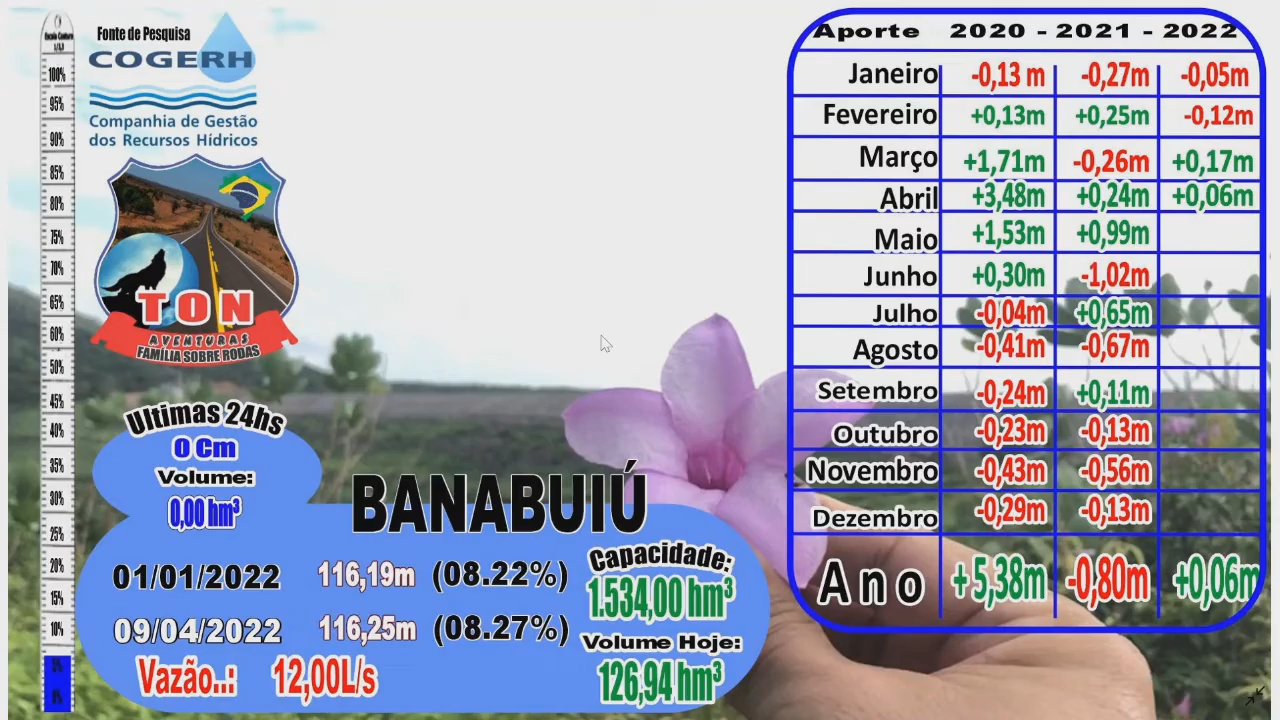 Escala Coluna
100%
95%
90%
85%
80%
75%
70%
65%
60%
50%
45%
40%
35%
30%
25%
20%
15%
10%
Fonte de Pesquisa
COGERH
Companhia de Gestão
dos Recursos Hídricos
TON
AVENTURAS
FAMÍLIA SOBRE RODAS
Ultimas 24hs
0 Cm
Volume:
0,00 hm³
BANABUIÚ
01/01/2022 116,19m (08.22%)
09/04/2022 116,25m (08.27%)
Vazão..: 12,00L/s
Capacidade:
1.534,00 hm³
Volume Hoje:
126,94 hm³
Aporte 2020 - 2021 - 2022
Janeiro -0,13 m -0,27m -0,05m
Fevereiro +0,13m +0,25m -0,12m
Março +1,71m -0,26m +0,17m
Abril +3,48m +0,24m +0,06m
Maio +1,53m +0,99m
Junho +0,30m -1,02m
Julho -0,04m +0,65m
Agosto -0,41m -0,67m
Setembro -0,24m +0,11m
Outubro -0,23m -0,13m
Novembro -0,43m -0,56m
Dezembro -0,29m -0,13m
Ano +5,38m -0,80m +0,06m